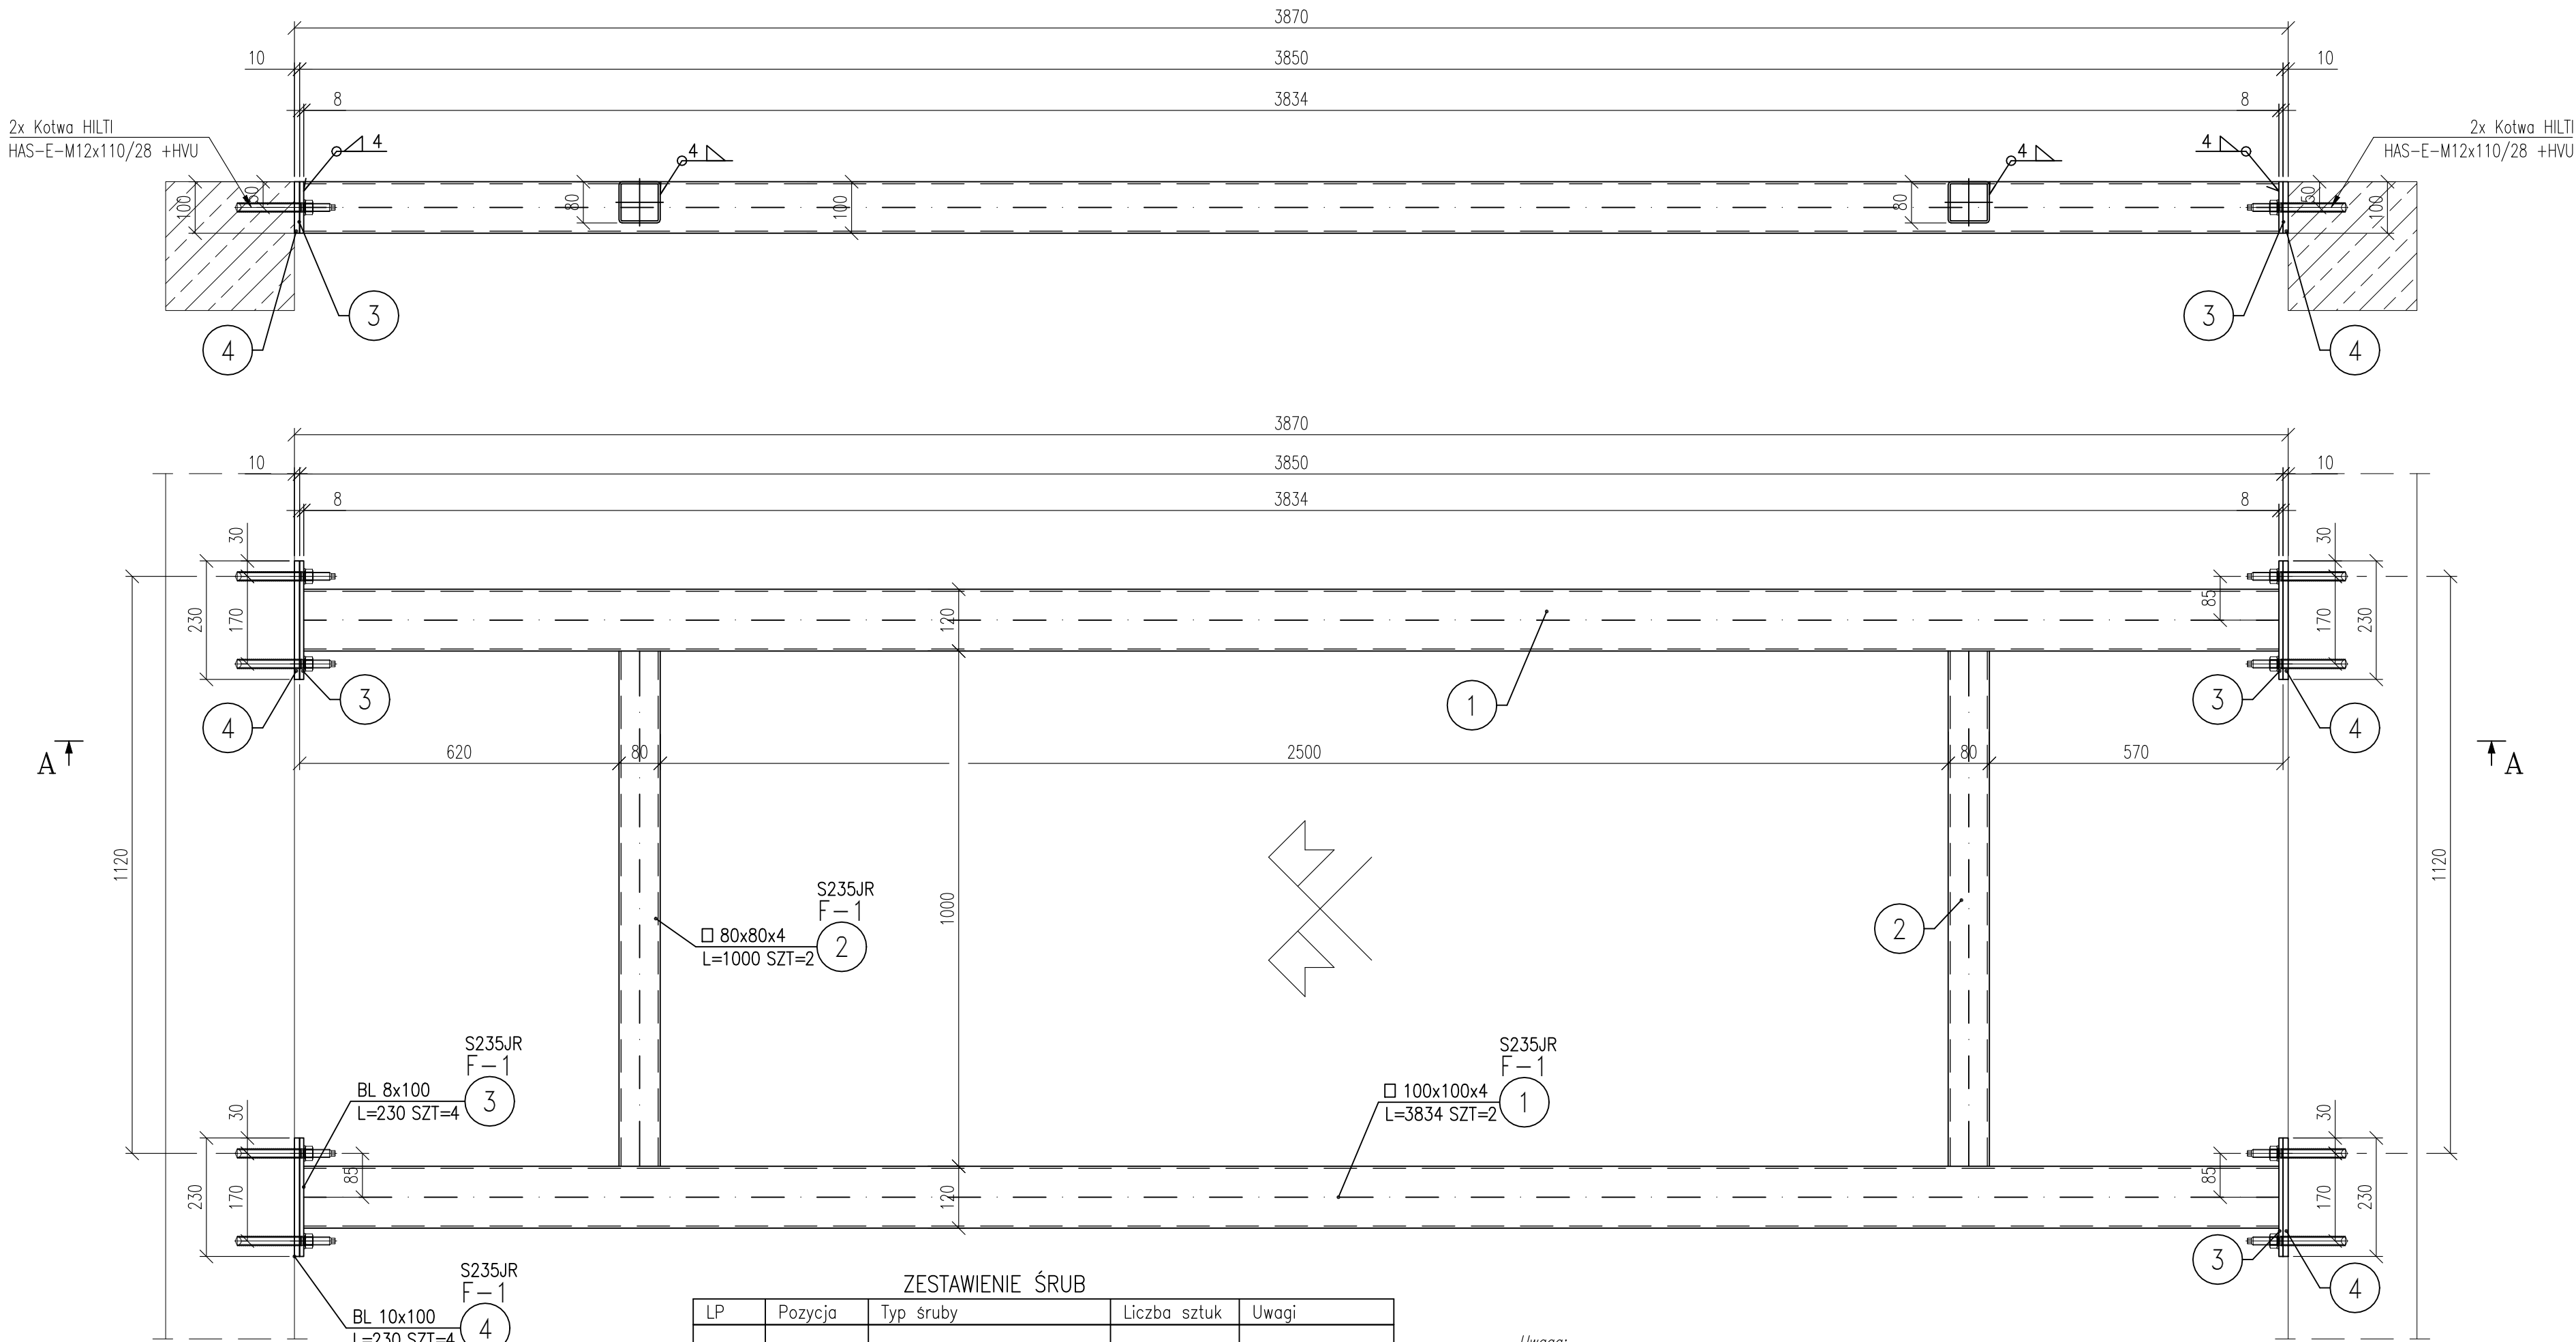 3870
10 3850 10
8 3834 8
2x Kotwa HILTI
HAS-E-M12x110/28 +HVU
2x Kotwa HILTI
HAS-E-M12x110/28 +HVU
4 4 4 4
100 50 80 100 80 50 100
3 3
4 4
3870
10 3850 10
8 3834 8
30 30
230 170 120 85 170 230
1
3 3
4 4
A A
620 80 2500 80 570
1120 1120
S235JR
F-1
□ 80x80x4
L=1000 SZT=2
2
1000
2
S235JR
F-1
BL 8x100
L=230 SZT=4
3
S235JR
F-1
□ 100x100x4
L=3834 SZT=2
1
30 30
230 170 85 120 85 170 230
3
4
S235JR
F-1
BL 10x100
L=230 SZT=4
4
ZESTAWIENIE ŚRUB
LP Pozycja Typ śruby Liczba sztuk Uwagi
Uwaga: